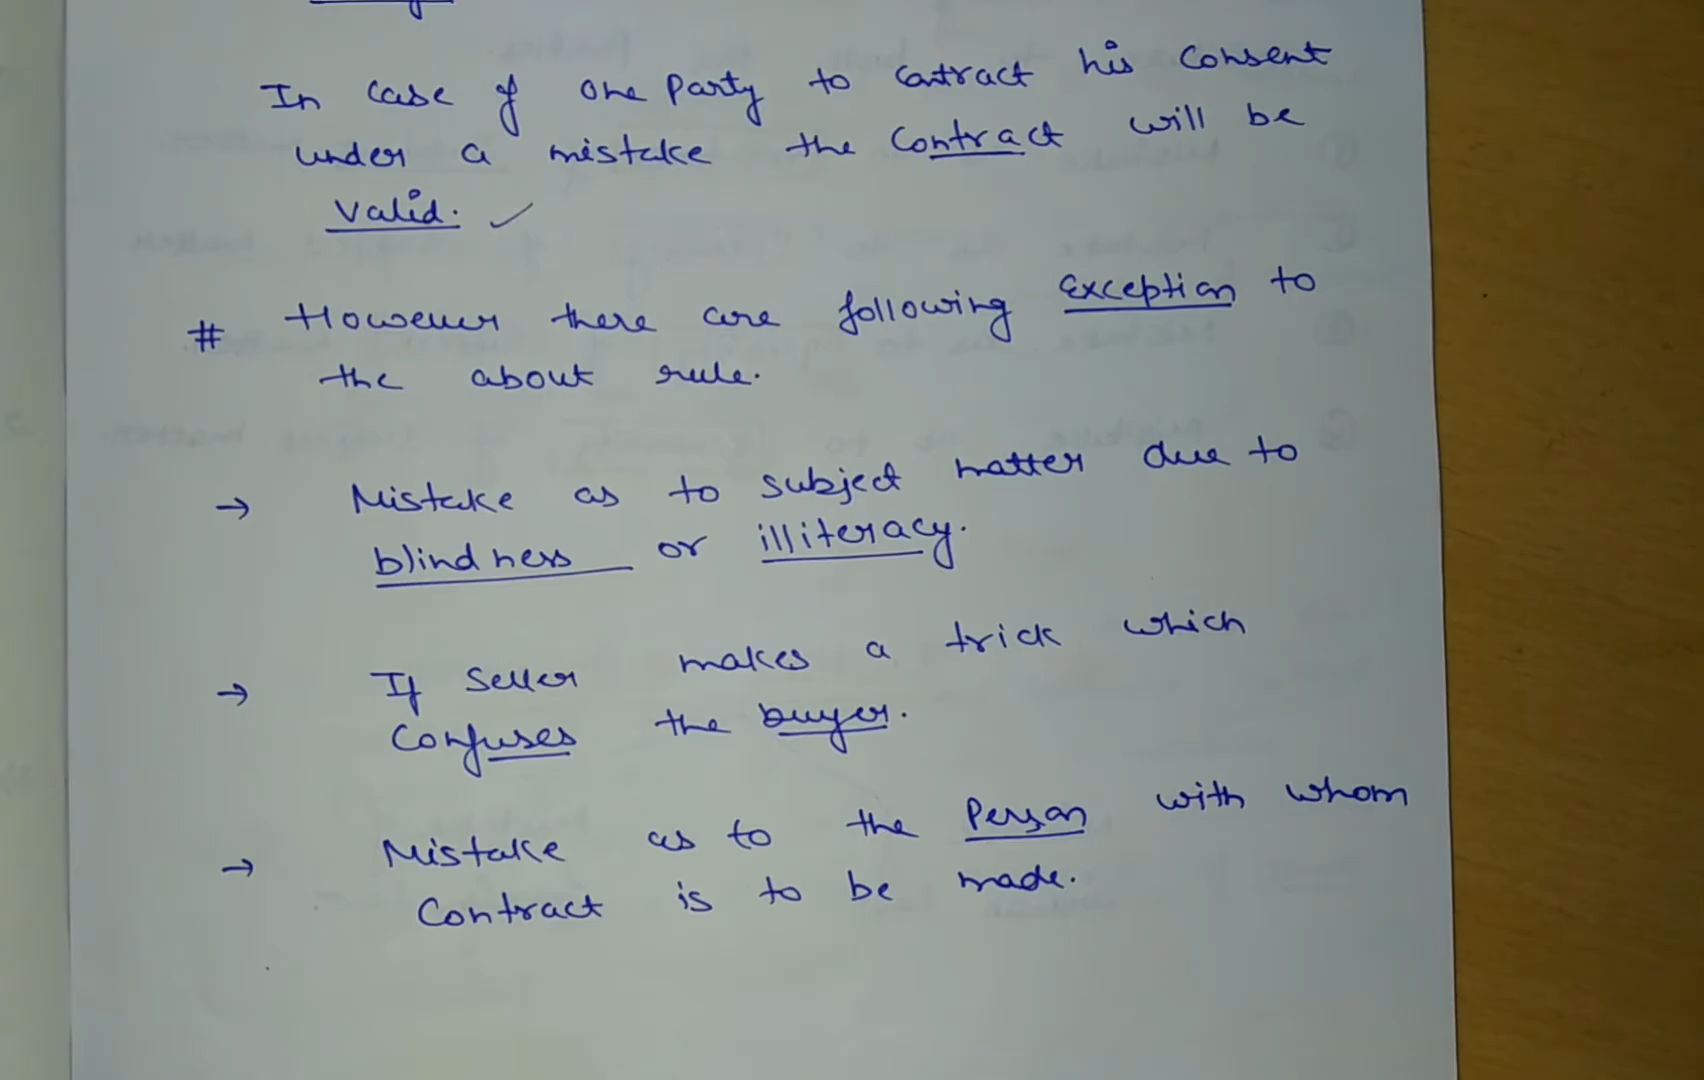 In case of one party to contract his consent
under a mistake the contract will be
valid. ✓
# However there are following exception to
the about rule.
→ Mistake as to subject matter due to
blindness or illiteracy.
→ If seller makes a trick which
confuses the buyer.
→ Mistake as to the Person with whom
contract is to be made.